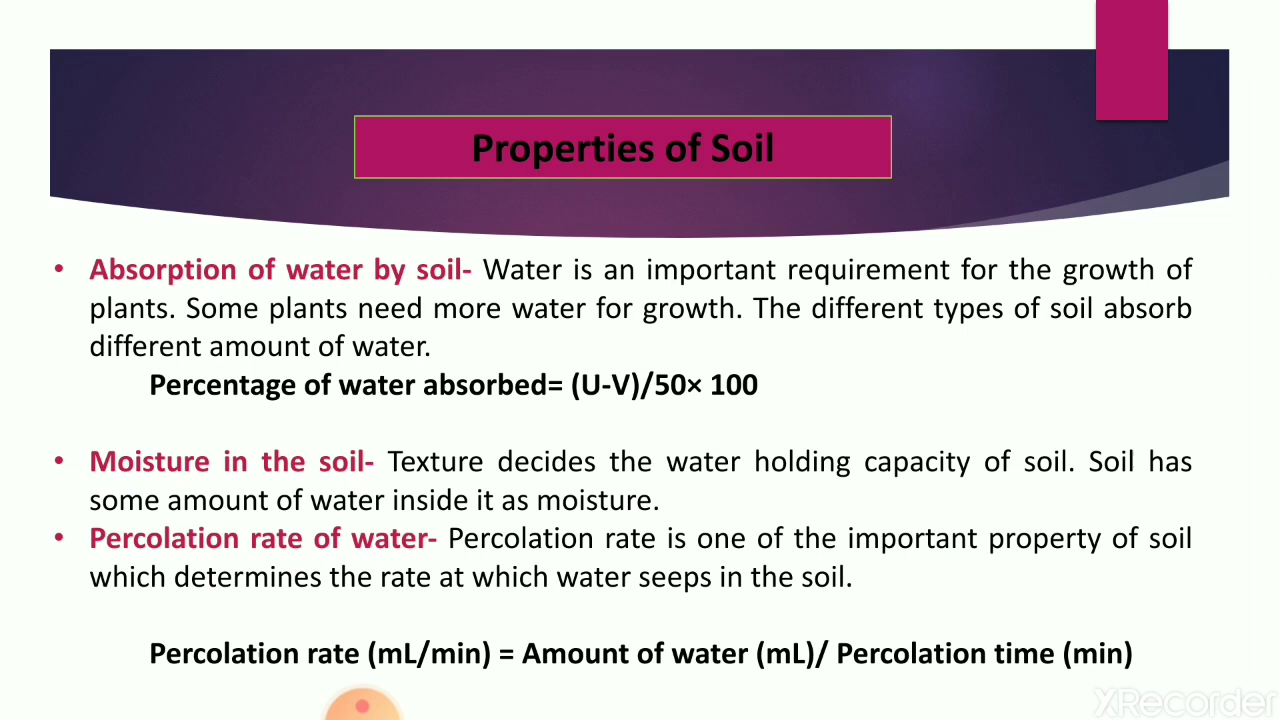 Properties of Soil
• Absorption of water by soil- Water is an important requirement for the growth of
plants. Some plants need more water for growth. The different types of soil absorb
different amount of water.
Percentage of water absorbed= (U-V)/50× 100
• Moisture in the soil- Texture decides the water holding capacity of soil. Soil has
some amount of water inside it as moisture.
• Percolation rate of water- Percolation rate is one of the important property of soil
which determines the rate at which water seeps in the soil.
Percolation rate (mL/min) = Amount of water (mL)/ Percolation time (min)
XRecorder